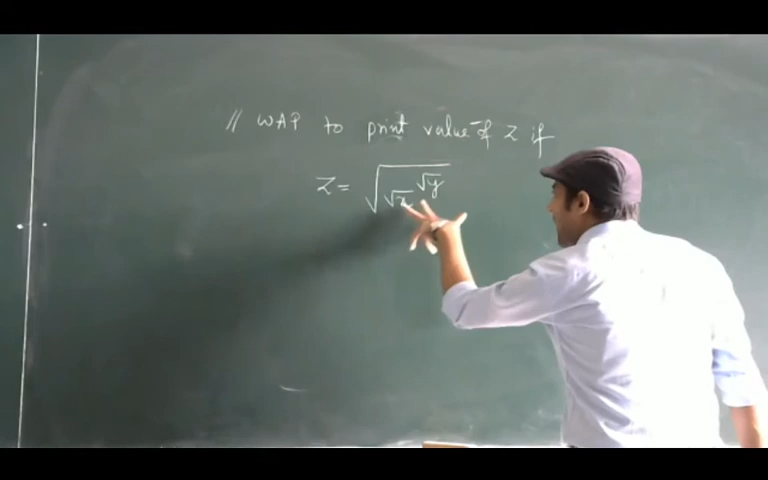 // WAP to print value of Z if
Z = √(√x^√y)